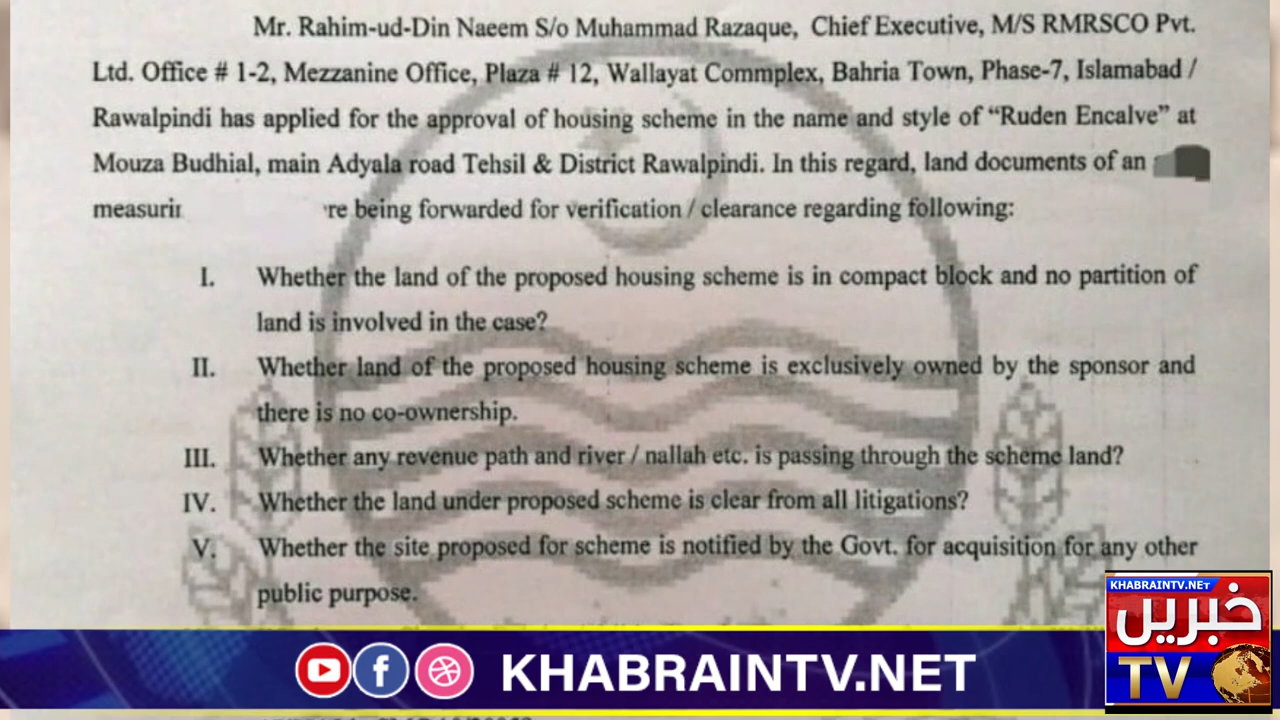 Mr. Rahim-ud-Din Naeem S/o Muhammad Razaque, Chief Executive, M/S RMRSCO Pvt.
Ltd. Office # 1-2, Mezzanine Office, Plaza # 12, Wallayat Commplex, Bahria Town, Phase-7, Islamabad /
Rawalpindi has applied for the approval of housing scheme in the name and style of “Ruden Encalve” at
Mouza Budhial, main Adyala road Tehsil & District Rawalpindi. In this regard, land documents of an
being forwarded for verification / clearance regarding following:
I. Whether the land of the proposed housing scheme is in compact block and no partition of
land is involved in the case?
II. Whether land of the proposed housing scheme is exclusively owned by the sponsor and
there is no co-ownership.
III. Whether any revenue path and river / nallah etc. is passing through the scheme land?
IV. Whether the land under proposed scheme is clear from all litigations?
V. Whether the site proposed for scheme is notified by the Govt. for acquisition for any other
public purpose.
KHABRAINTV.NET
KHABRAINTV.NET
خبریں
TV